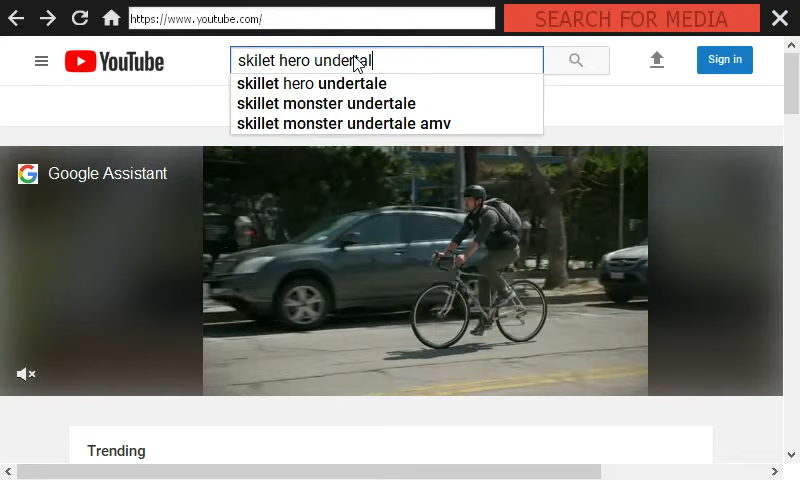 https://www.youtube.com/
SEARCH FOR MEDIA
YouTube
skilet hero undertal
Sign in
skillet hero undertale
skillet monster undertale
skillet monster undertale amv
Google Assistant
Trending